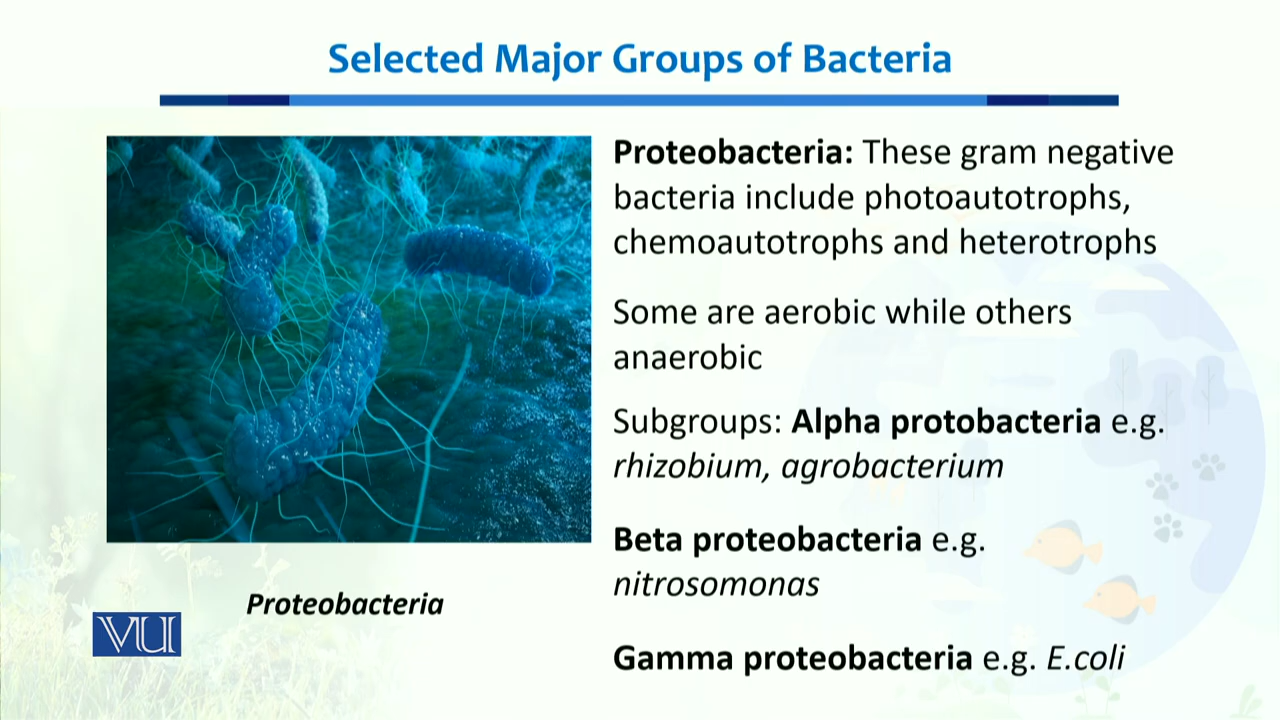 Selected Major Groups of Bacteria
Proteobacteria: These gram negative
bacteria include photoautotrophs,
chemoautotrophs and heterotrophs
Some are aerobic while others
anaerobic
Subgroups: Alpha protobacteria e.g.
rhizobium, agrobacterium
Beta proteobacteria e.g.
nitrosomonas
Gamma proteobacteria e.g. E.coli
Proteobacteria
VU